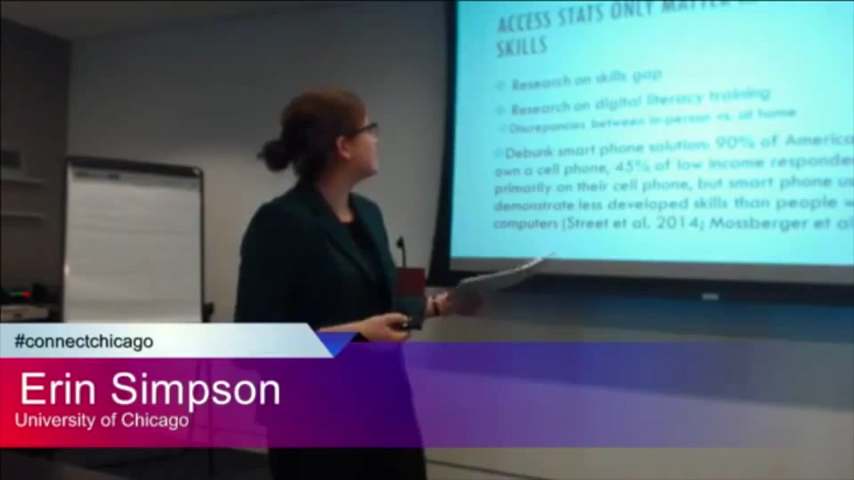 ACCESS STATS ONLY MATTER
SKILLS
Research on skills gap
Research on digital literacy training
Discrepancies between in-person vs. at home
Debunk smart phone solution: 90% of America
own a cell phone, 45% of low income responden
primarily on their cell phone, but smart phone us
demonstrate less developed skills than people w
computers (Street et al. 2014; Mossberger et al
#connectchicago
Erin Simpson
University of Chicago